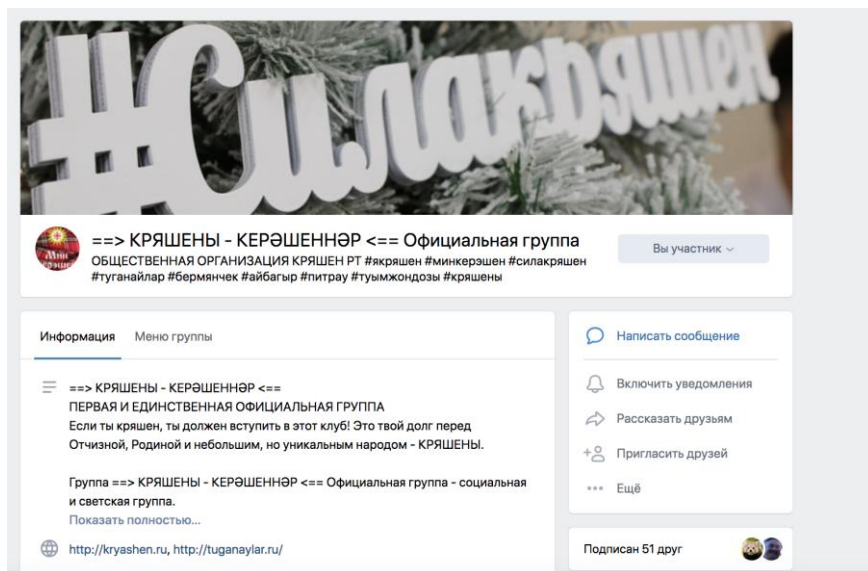 #Силакряшен
==> КРЯШЕНЫ - КЕРӘШЕННӘР <== Официальная группа
ОБЩЕСТВЕННАЯ ОРГАНИЗАЦИЯ КРЯШЕН РТ #якряшен #минкерэшен #силакряшен
#туганайлар #бермянчек #айбагыр #питрау #туымжондозы #кряшены
Вы участник
Информация Меню группы
==> КРЯШЕНЫ - КЕРӘШЕННӘР <==
ПЕРВАЯ И ЕДИНСТВЕННАЯ ОФИЦИАЛЬНАЯ ГРУППА
Если ты кряшен, ты должен вступить в этот клуб! Это твой долг перед
Отчизной, Родиной и небольшим, но уникальным народом - КРЯШЕНЫ.
Группа ==> КРЯШЕНЫ - КЕРӘШЕННӘР <== Официальная группа - социальная
и светская группа.
Показать полностью...
http://kryashen.ru, http://tuganaylar.ru/
Написать сообщение
Включить уведомления
Рассказать друзьям
Пригласить друзей
Ещё
Подписан 51 друг